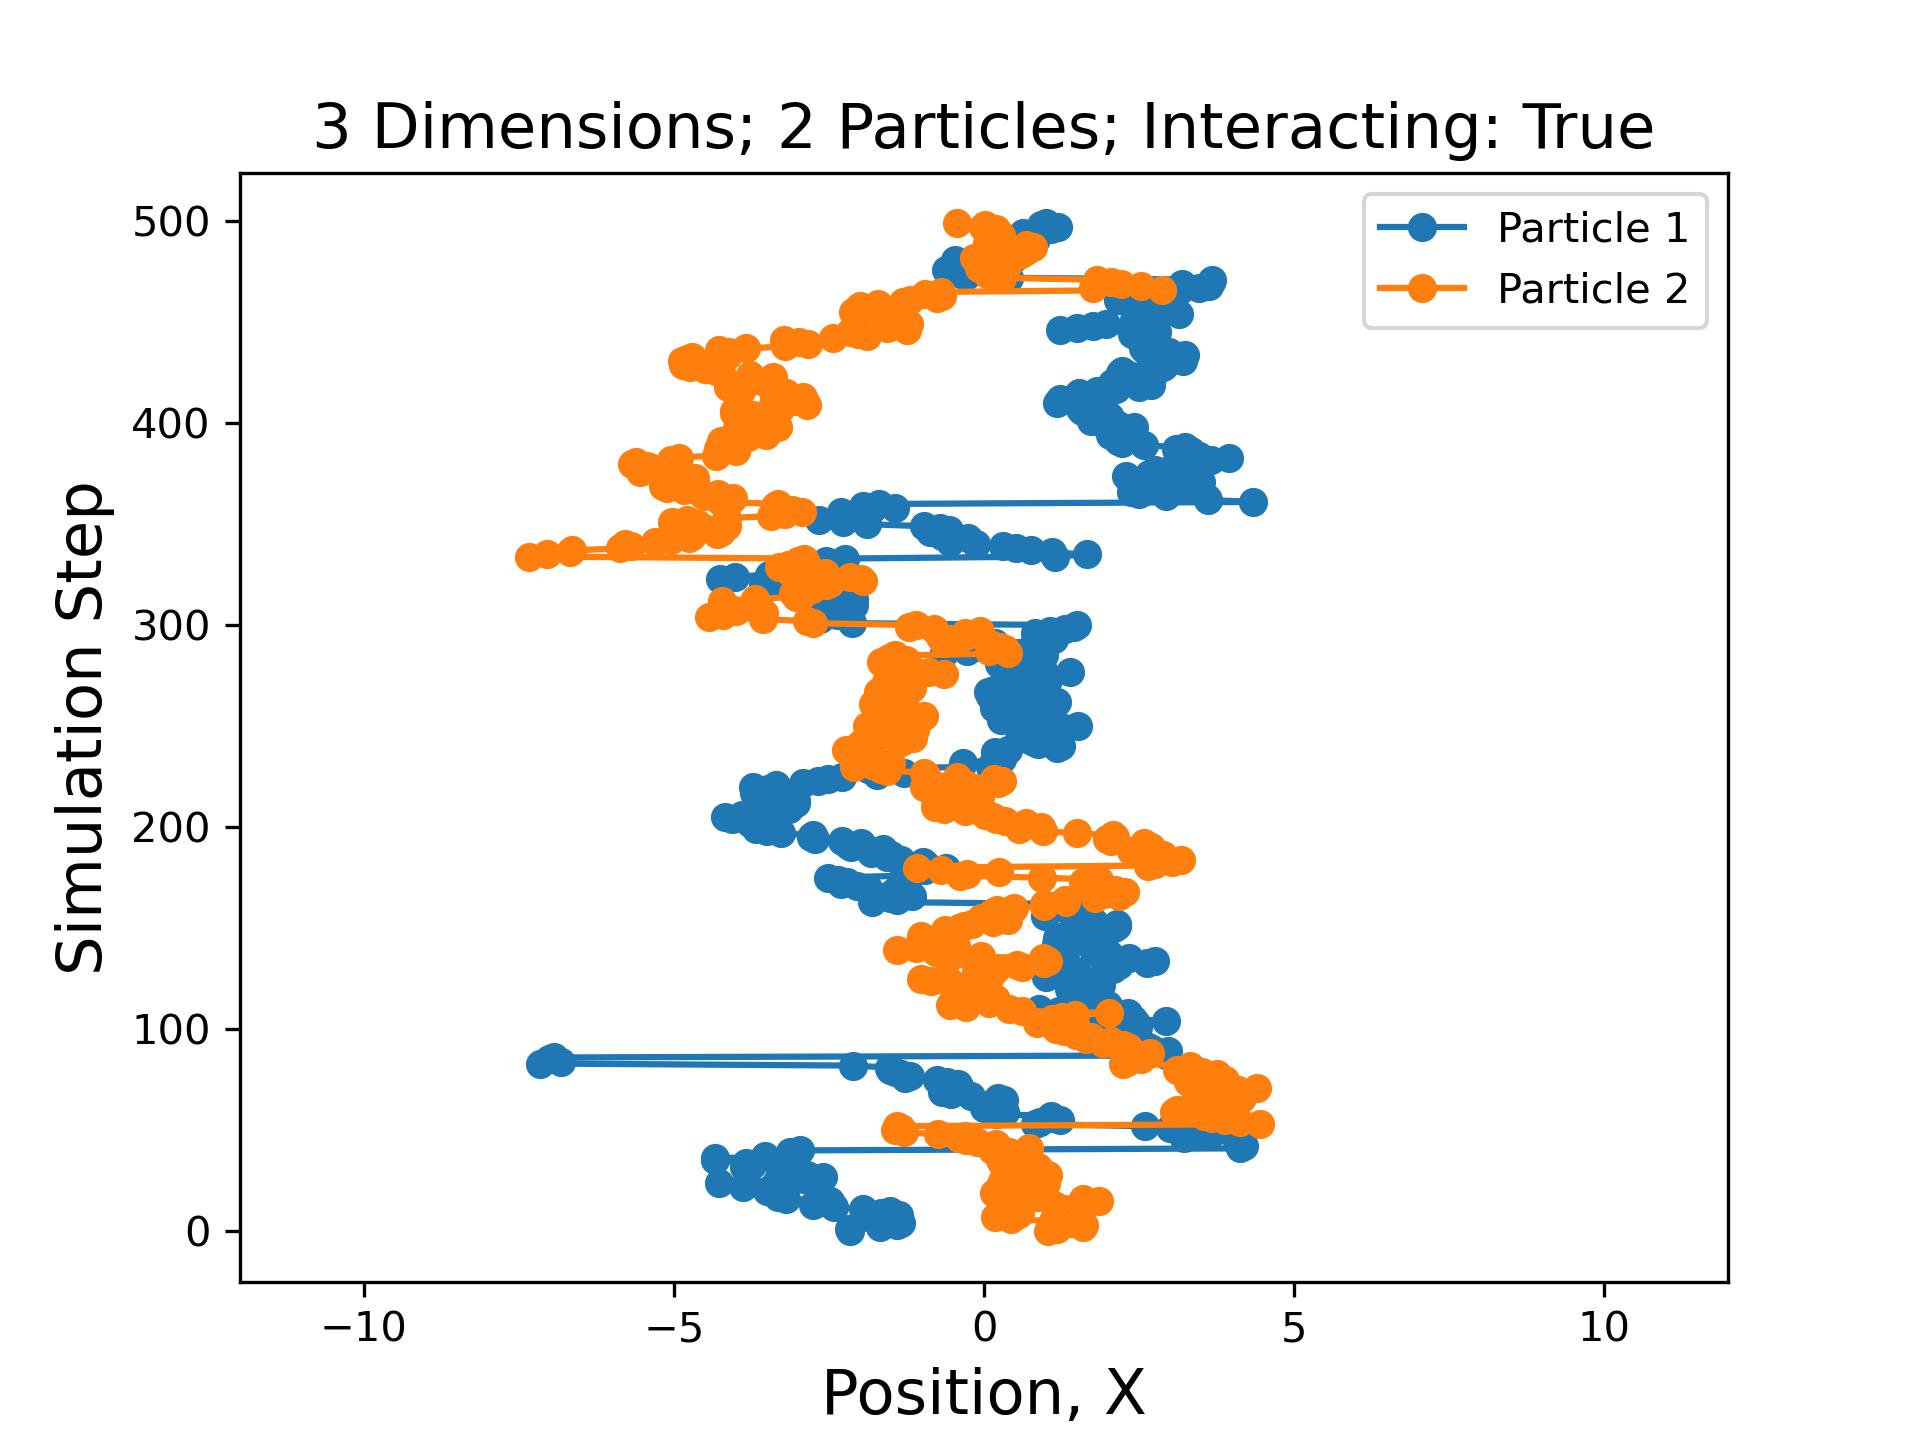 3 Dimensions; 2 Particles; Interacting: True
Particle 1
Particle 2
Simulation Step
500
400
300
200
100
0
−10
−5
0
5
10
Position, X